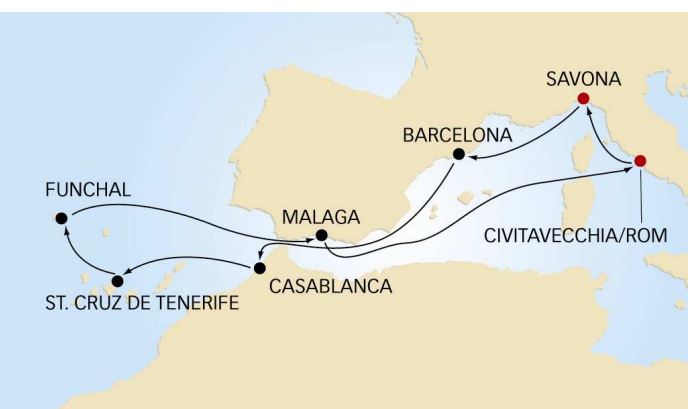 SAVONA
BARCELONA
FUNCHAL
MALAGA
CIVITAVECCHIA/ROM
CASABLANCA
ST. CRUZ DE TENERIFE